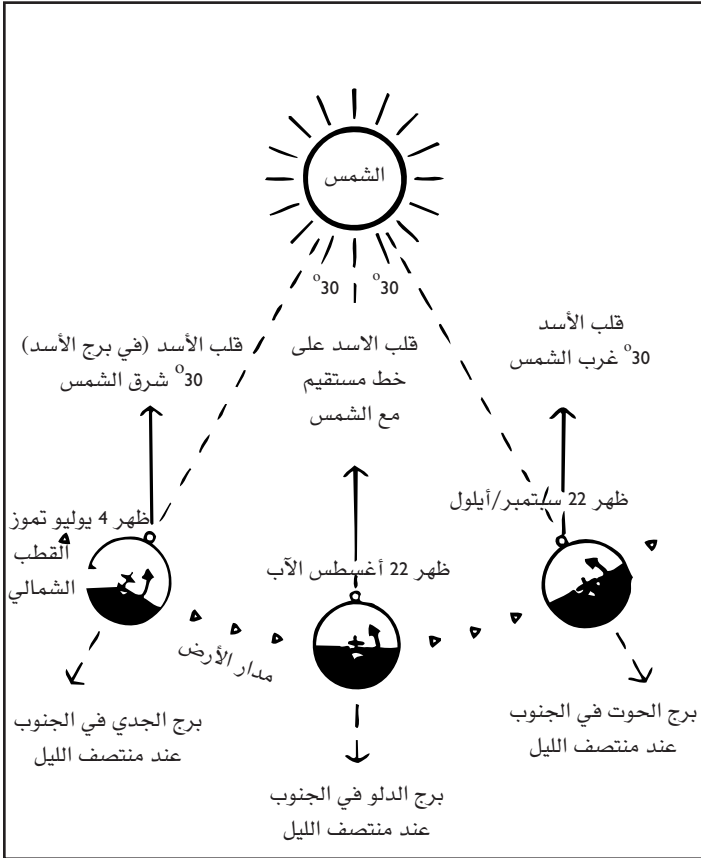 الشمس
30°
30°
قلب الأسد
30° غرب الشمس
قلب الاسد على
خط مستقيم
مع الشمس
قلب الأسد (في برج الأسد)
30° شرق الشمس
ظهر 22 سبتمبر/أيلول
ظهر 22 أغسطس الآب
ظهر 4 يوليو تموز
القطب
الشمالي
مدار الأرض
برج الحوت في الجنوب
عند منتصف الليل
برج الدلو في الجنوب
عند منتصف الليل
برج الجدي في الجنوب
عند منتصف الليل